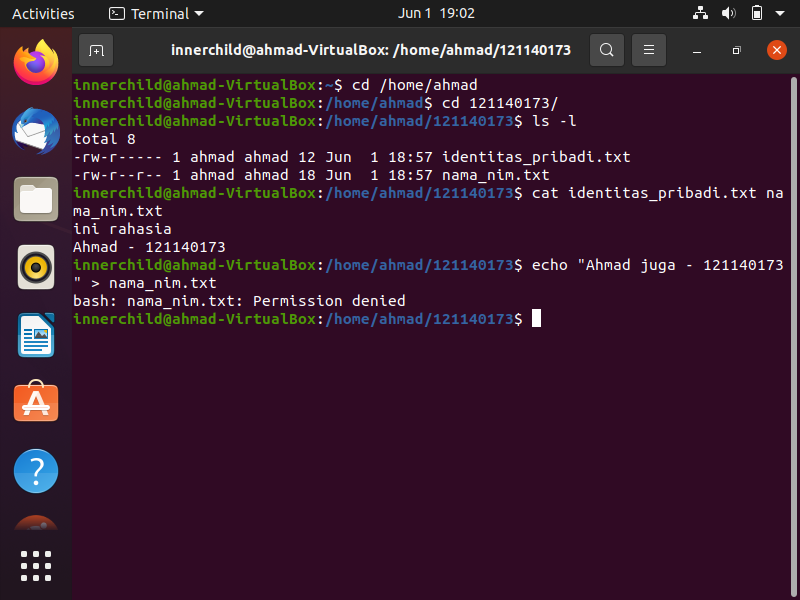 Activities
Terminal
Jun 1 19:02
innerchild@ahmad-VirtualBox: /home/ahmad/121140173
innerchild@ahmad-VirtualBox:~$ cd /home/ahmad
innerchild@ahmad-VirtualBox:/home/ahmad$ cd 121140173/
innerchild@ahmad-VirtualBox:/home/ahmad/121140173$ ls -l
total 8
-rw-r----- 1 ahmad ahmad 12 Jun  1 18:57 identitas_pribadi.txt
-rw-r--r-- 1 ahmad ahmad 18 Jun  1 18:57 nama_nim.txt
innerchild@ahmad-VirtualBox:/home/ahmad/121140173$ cat identitas_pribadi.txt na
ma_nim.txt
ini rahasia
Ahmad - 121140173
innerchild@ahmad-VirtualBox:/home/ahmad/121140173$ echo "Ahmad juga - 121140173
" > nama_nim.txt
bash: nama_nim.txt: Permission denied
innerchild@ahmad-VirtualBox:/home/ahmad/121140173$